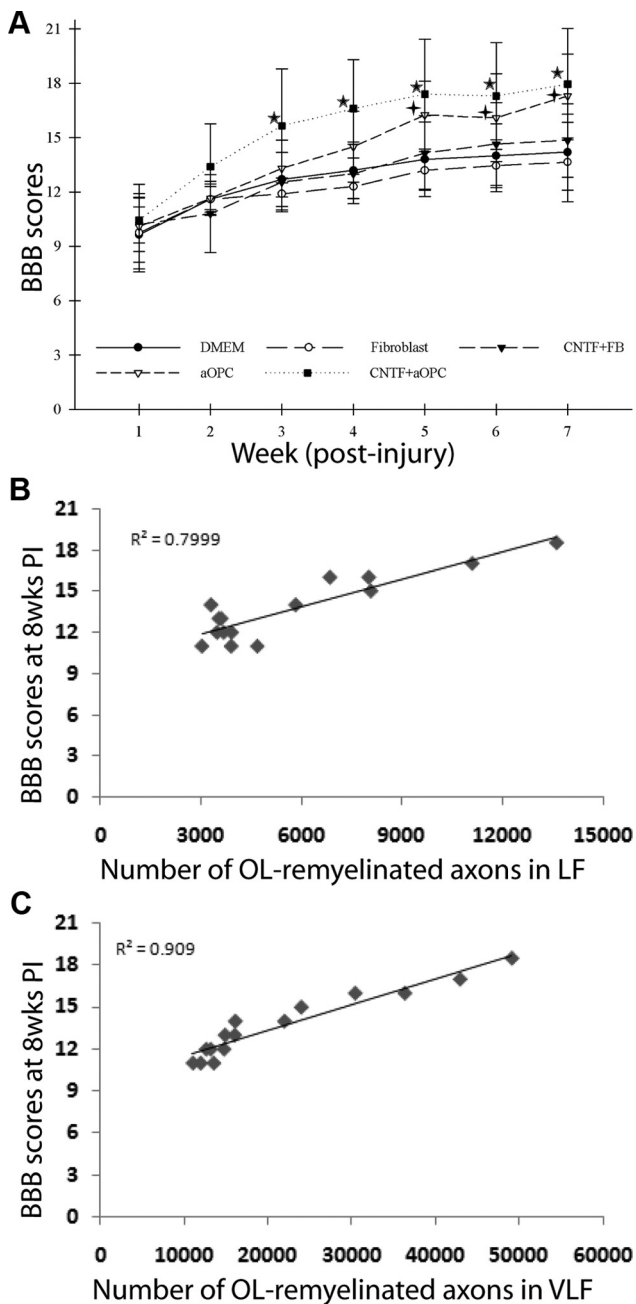 A
BBB scores
21
18
15
12
9
6
3
0
DMEM Fibroblast CNTF+FB
aOPC CNTF+aOPC
1 2 3 4 5 6 7
Week (post-injury)
B
BBB scores at 8wks PI
21
18
15
12
9
6
3
0
R² = 0.7999
0 3000 6000 9000 12000 15000
Number of OL-remyelinated axons in LF
C
BBB scores at 8wks PI
21
18
15
12
9
6
3
0
R² = 0.909
0 10000 20000 30000 40000 50000 60000
Number of OL-remyelinated axons in VLF